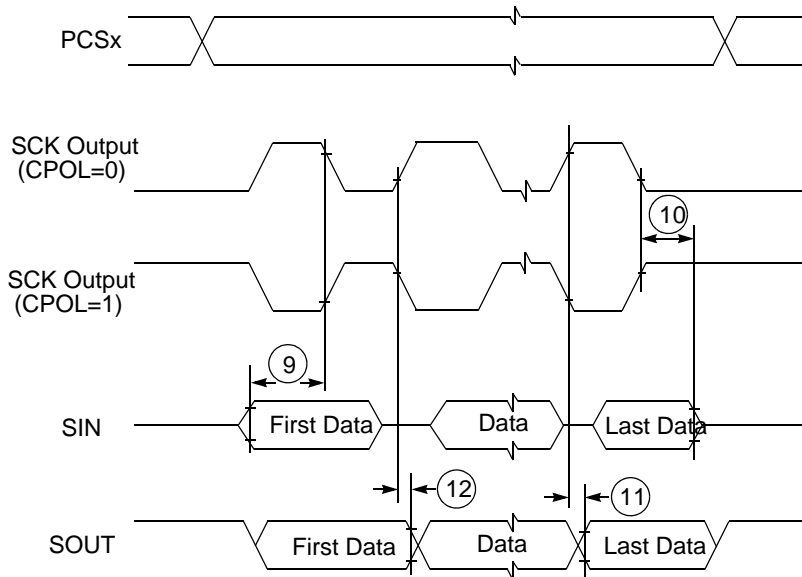 PCSx
SCK Output
(CPOL=0)
10
SCK Output
(CPOL=1)
9
SIN
First Data
Data
Last Data
12
11
SOUT
First Data
Data
Last Data